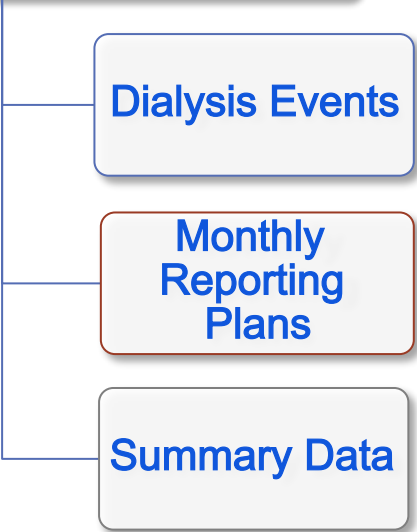 Dialysis Events
Monthly
Reporting
Plans
Summary Data